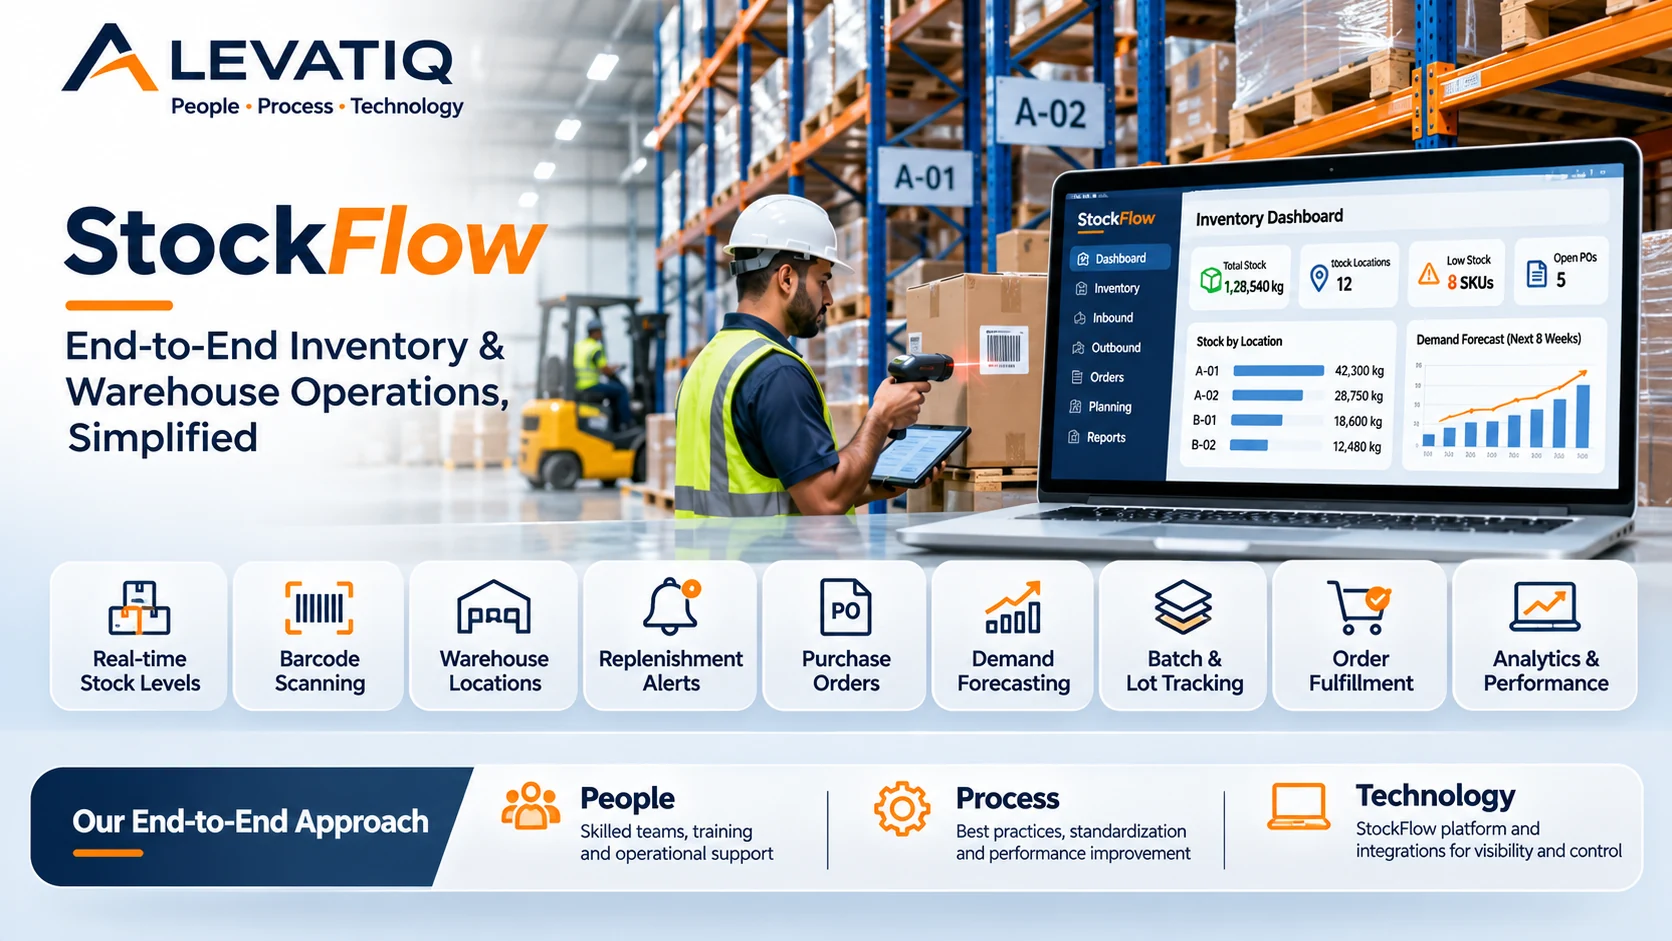 ALEVATIQ
People • Process • Technology
StockFlow
End-to-End Inventory &
Warehouse Operations,
Simplified
A-01
A-02
StockFlow
Dashboard
Inventory
Inbound
Outbound
Orders
Planning
Reports
Inventory Dashboard
Total Stock
1,28,540 kg
Stock Locations
12
Low Stock
8 SKUs
Open POs
5
Stock by Location
A-01 42,300 kg
A-02 28,750 kg
B-01 18,600 kg
B-02 12,480 kg
Demand Forecast (Next 8 Weeks)
Real-time
Stock Levels
Barcode
Scanning
Warehouse
Locations
Replenishment
Alerts
PO
Purchase
Orders
Demand
Forecasting
Batch &
Lot Tracking
Order
Fulfillment
Analytics &
Performance
Our End-to-End Approach
People
Skilled teams, training
and operational support
Process
Best practices, standardization
and performance improvement
Technology
StockFlow platform and
integrations for visibility and control